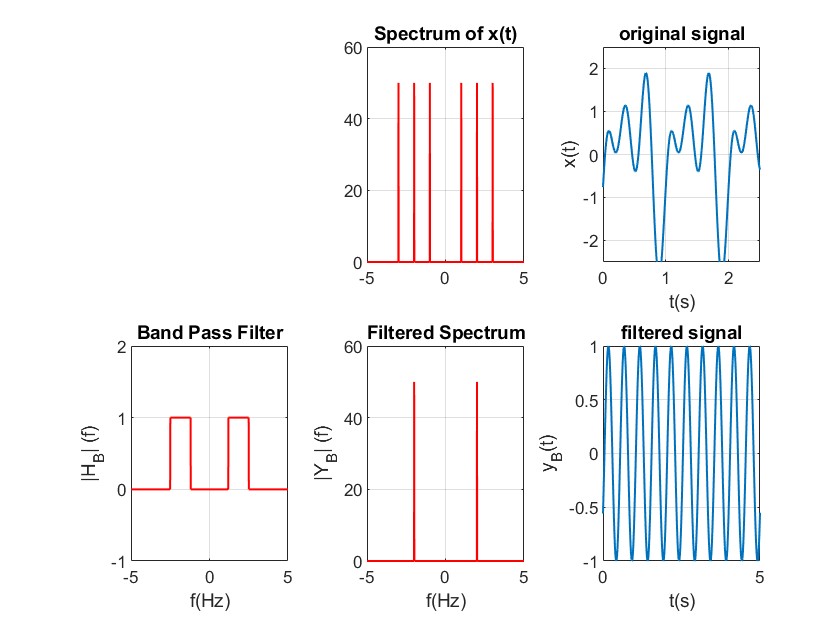 Spectrum of x(t)
60
40
20
0
-5
0
5
original signal
x(t)
2
1
0
-1
-2
0
1
2
t(s)
Band Pass Filter
|H_B| (f)
2
1
0
-1
-5
0
5
f(Hz)
Filtered Spectrum
|Y_B| (f)
60
40
20
0
-5
0
5
f(Hz)
filtered signal
y_B(t)
1
0.5
0
-0.5
-1
0
5
t(s)